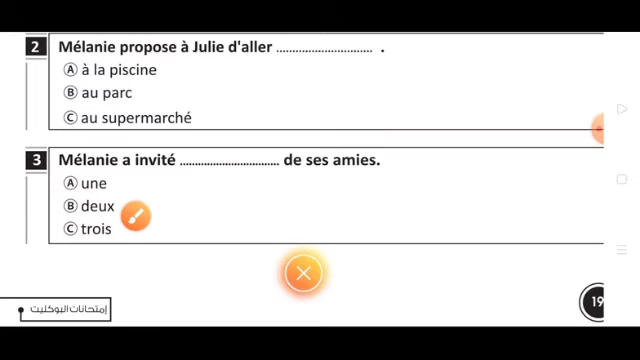 2 Mélanie propose à Julie d'aller .............................. .
A à la piscine
B au parc
C au supermarché
3 Mélanie a invité ................................ de ses amies.
A une
B deux
C trois
19
إمتحانات البوكليت